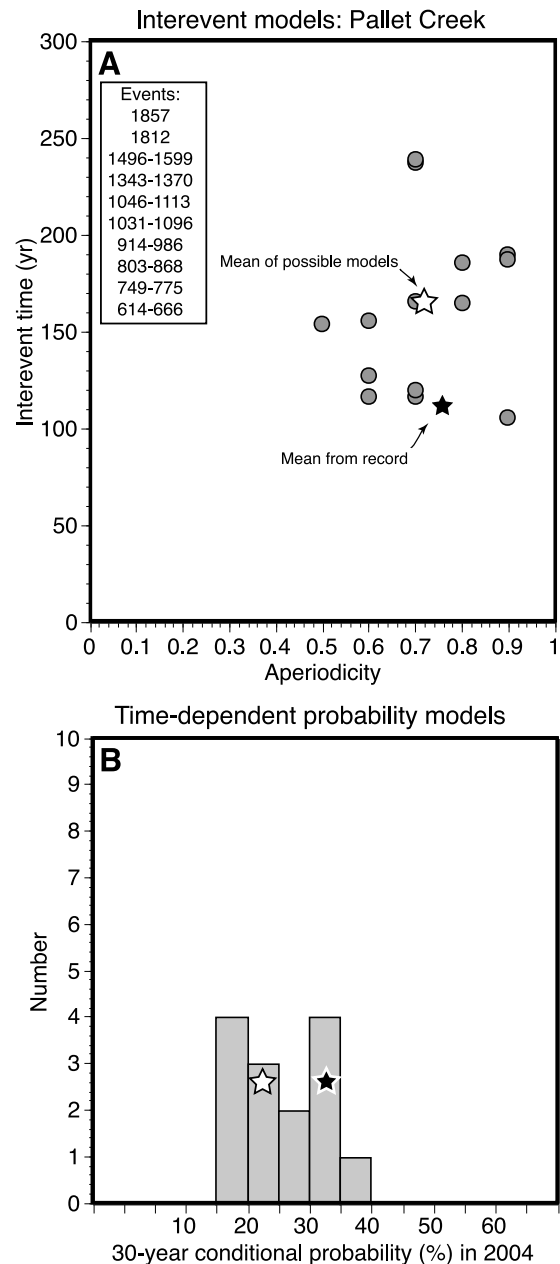 Interevent models: Pallet Creek
A
Events:
1857
1812
1496-1599
1343-1370
1046-1113
1031-1096
914-986
803-868
749-775
614-666
Mean of possible models
Mean from record
Interevent time (yr)
300
250
200
150
100
50
0
0 0.1 0.2 0.3 0.4 0.5 0.6 0.7 0.8 0.9 1
Aperiodicity
Time-dependent probability models
B
Number
10
9
8
7
6
5
4
3
2
1
0
10 20 30 40 50 60
30-year conditional probability (%) in 2004